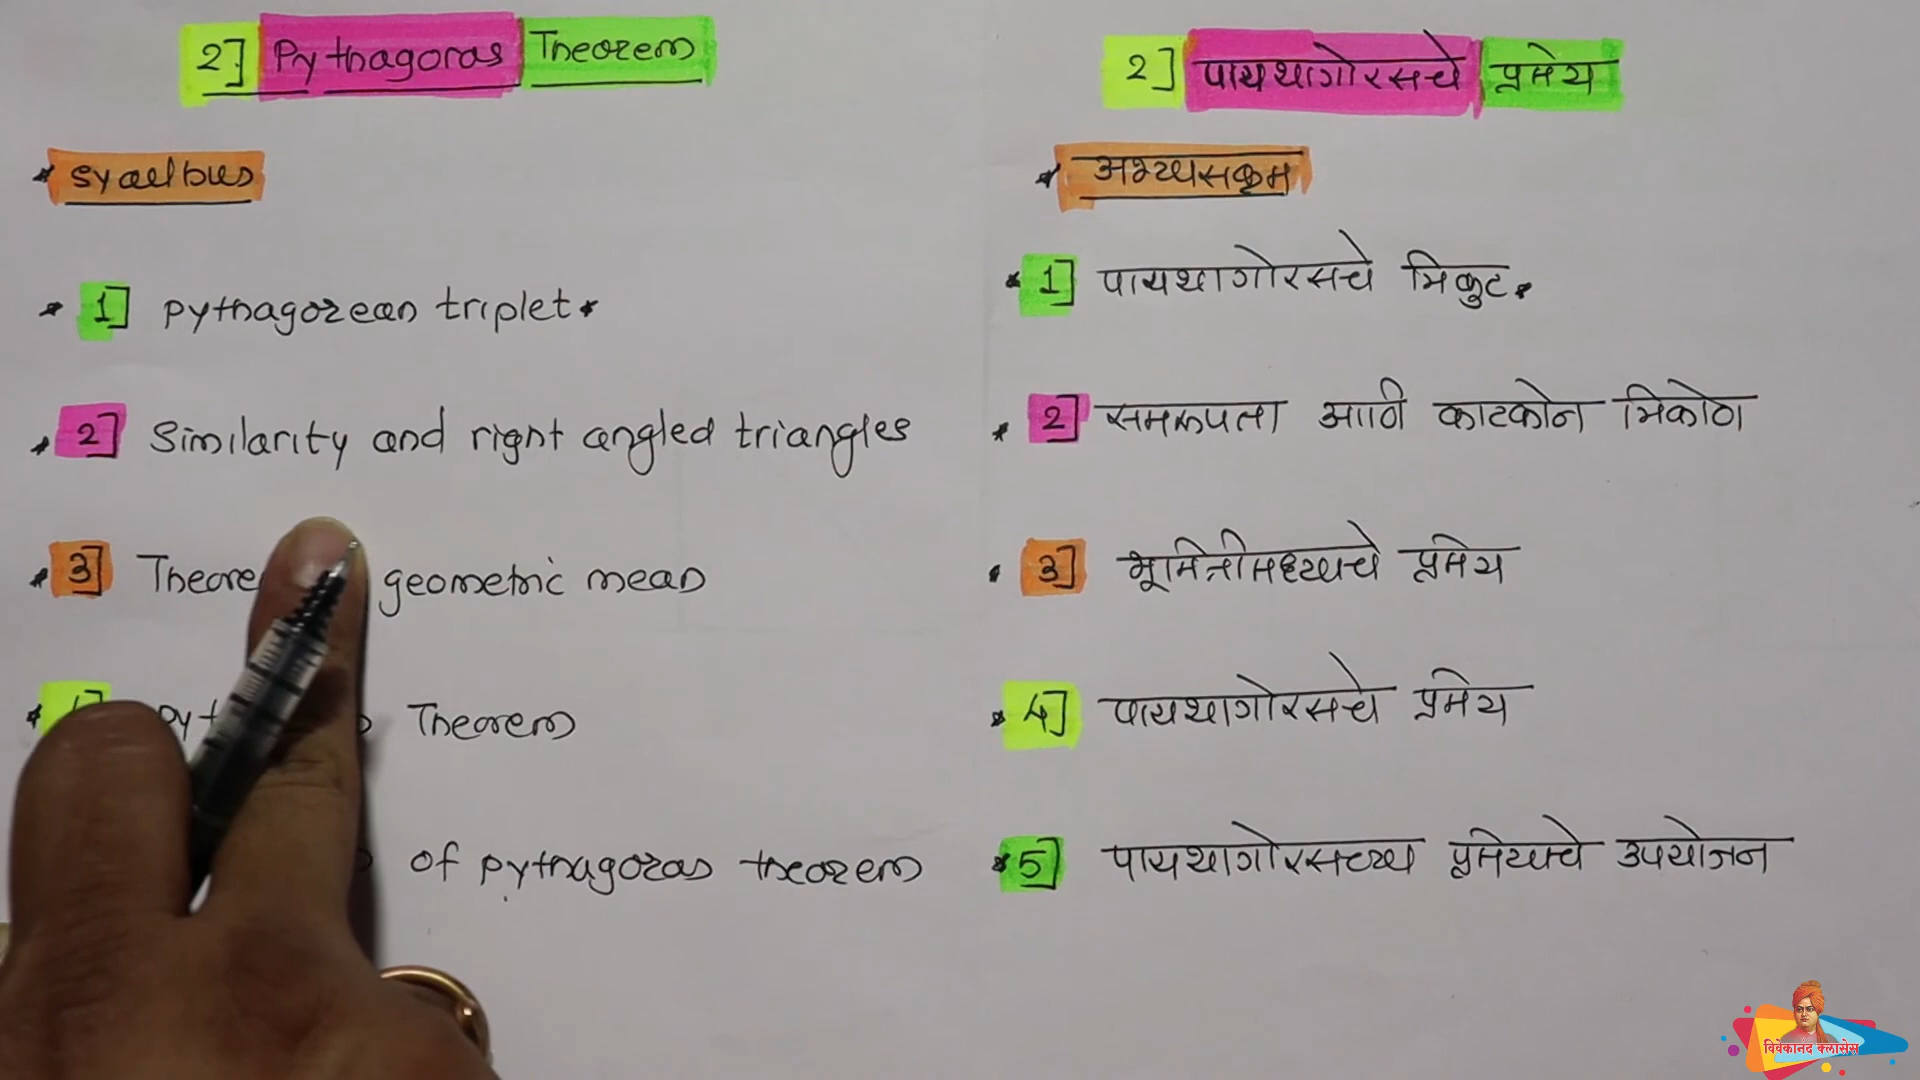 2] Pythagoras Theorem
* syallbus
* 1] pythagorean triplet *
* 2] Similarity and right angled triangles
* 3] geometric mean
* Theorem
of pythagoras theorem
2] पायथागोरसचे प्रमेय
* अभ्यासक्रम
* 1] पायथागोरसचे त्रिकुट *
* 2] समरूपता आणि काटकोन त्रिकोण
* 3] भूमितीमध्याचे प्रमेय
* 4] पायथागोरसचे प्रमेय
* 5] पायथागोरसच्या प्रमेयाचे उपयोजन
विवेकानंद क्लासेस